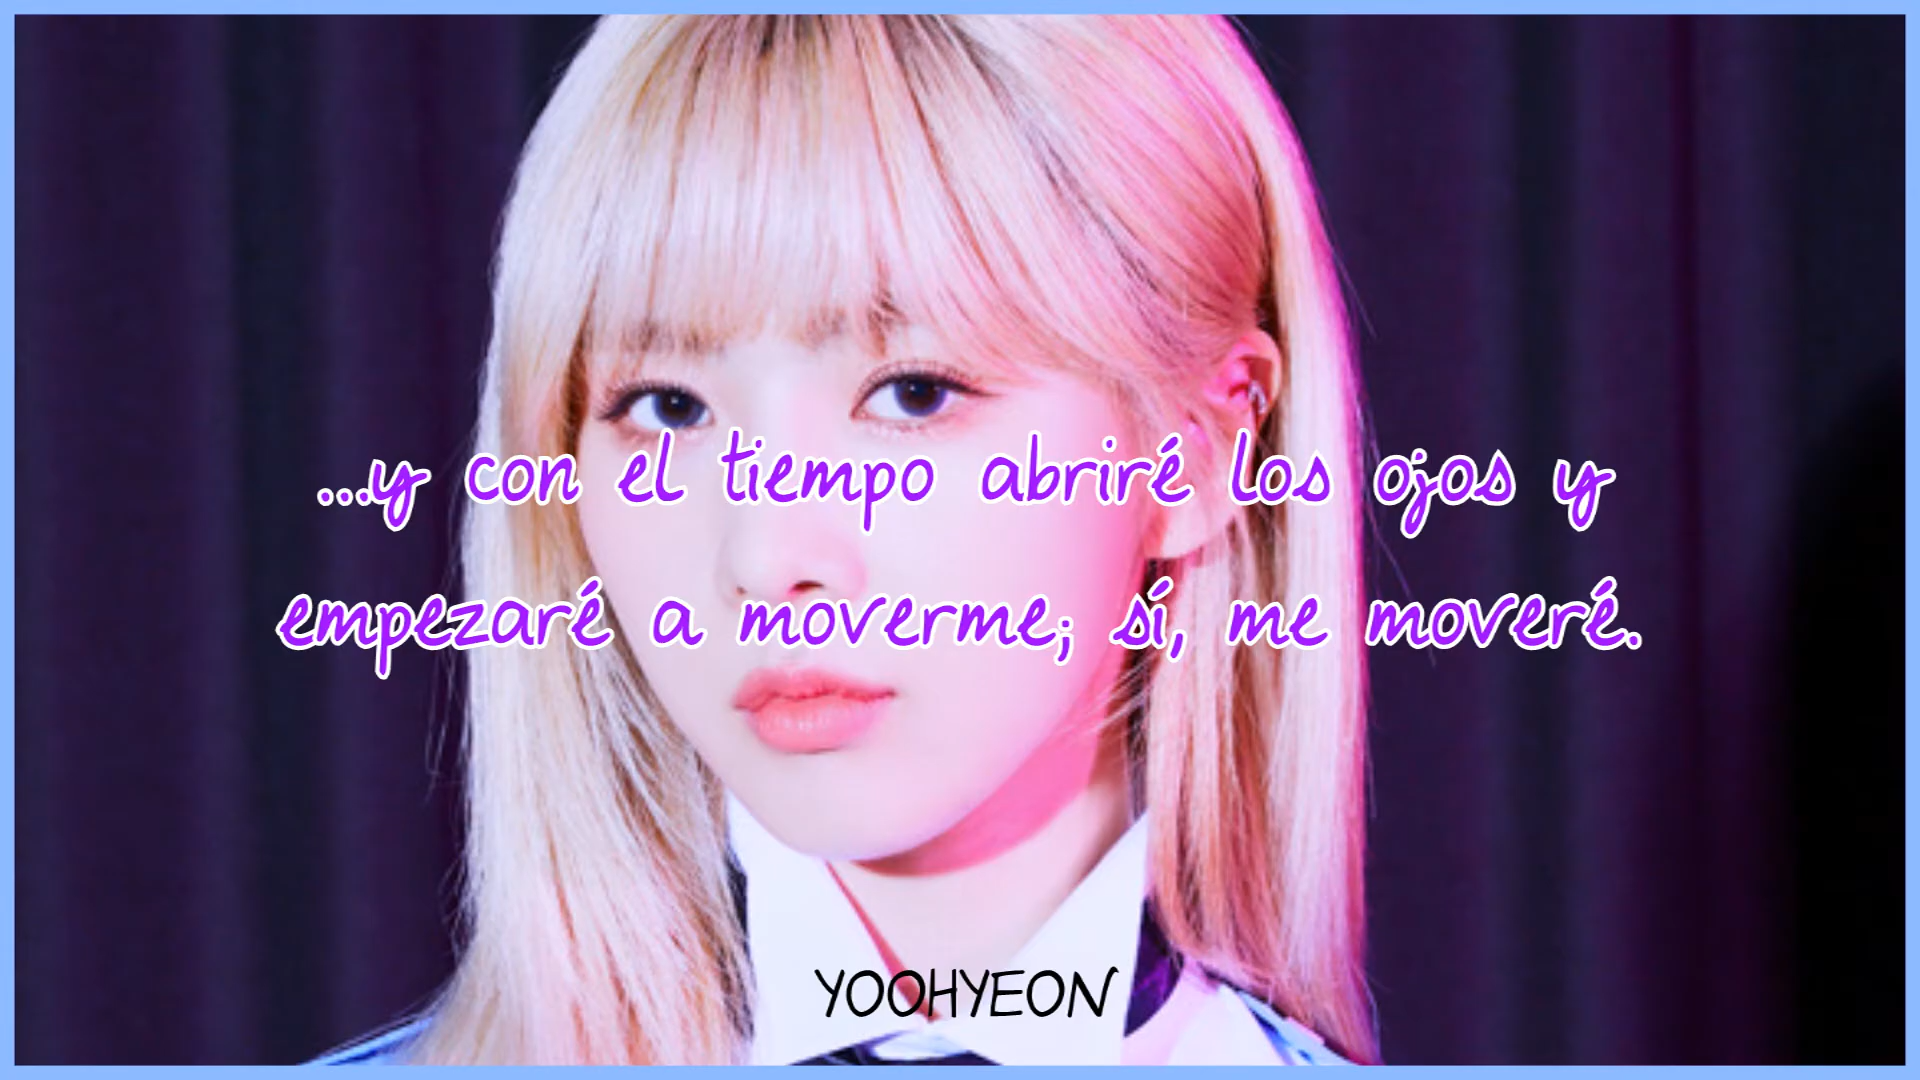 ...y con el tiempo abriré los ojos y
empezaré a moverme; sí, me moveré.
YOOHYEON